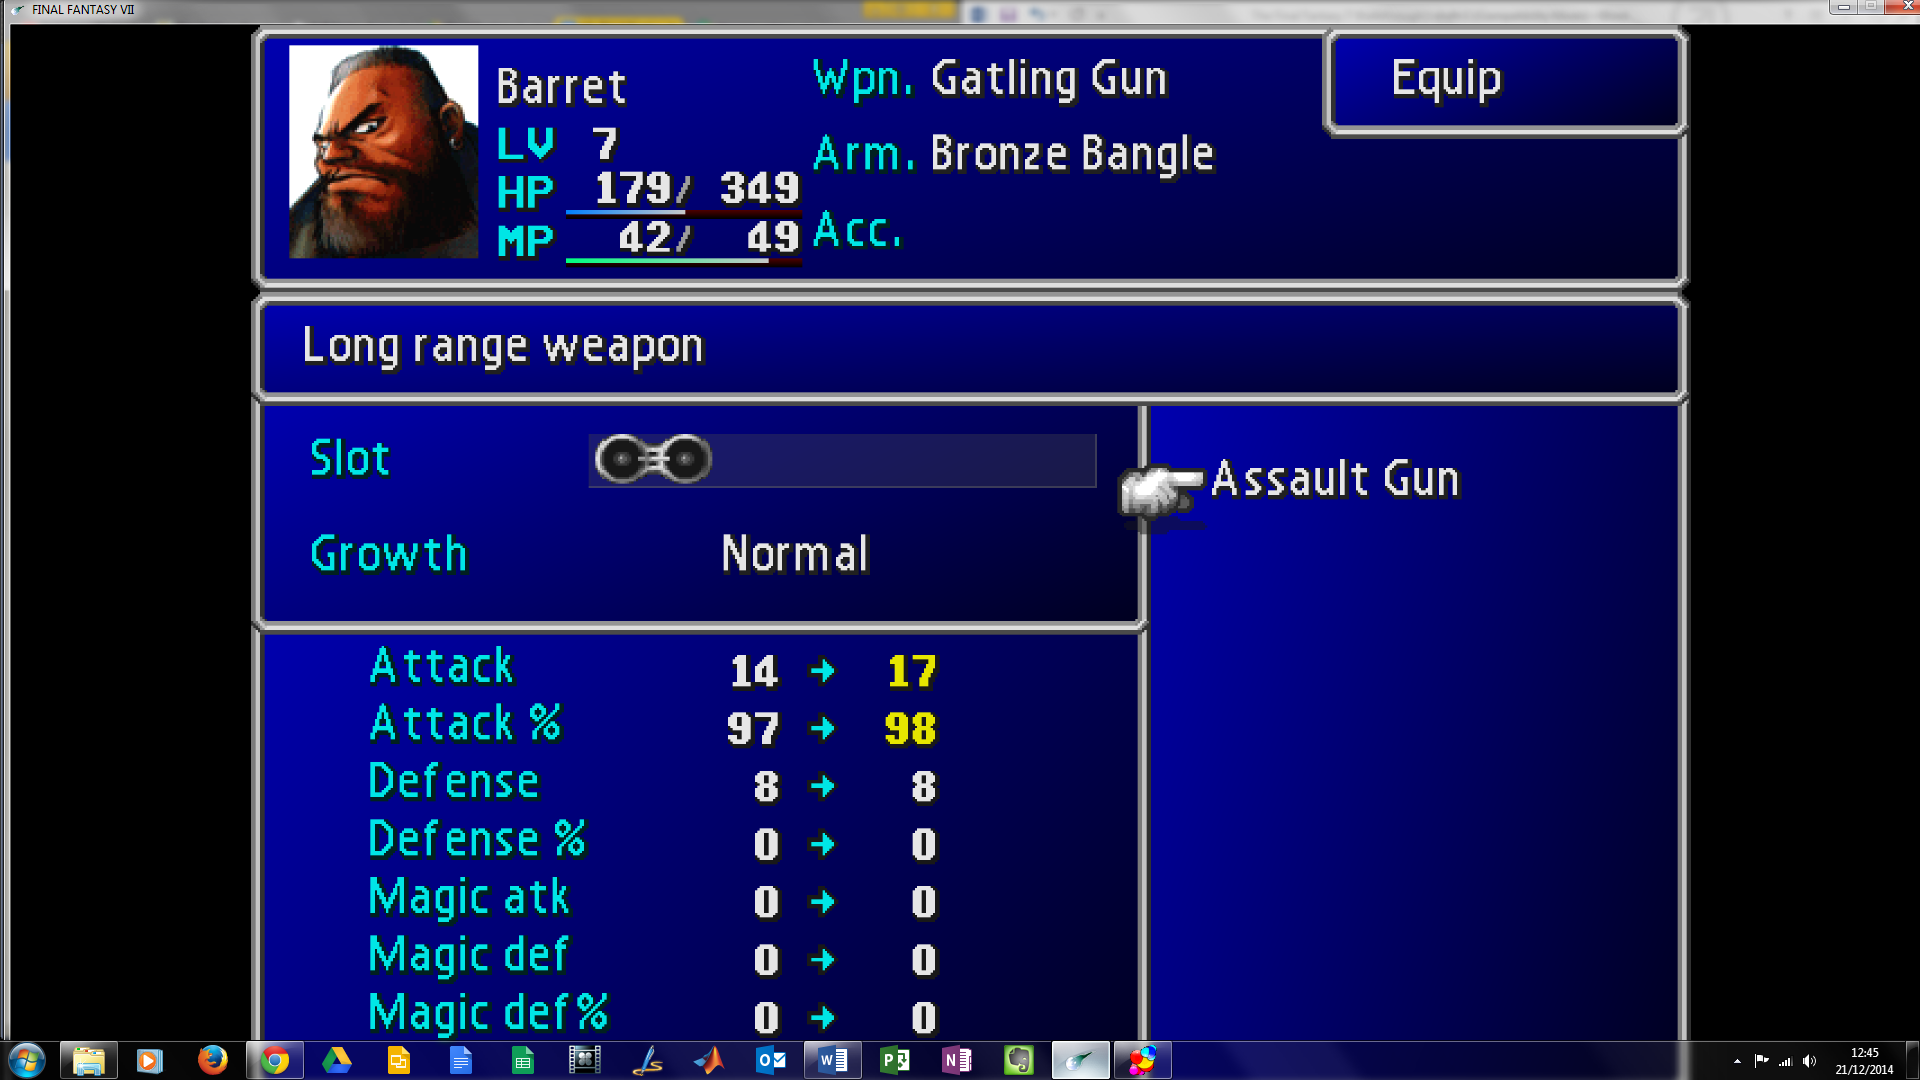 FINAL FANTASY VII
Barret
LV 7
HP 179/ 349
MP 42/ 49
Wpn. Gatling Gun
Arm. Bronze Bangle
Acc.
Equip
Long range weapon
Slot
Growth Normal
Assault Gun
Attack 14 → 17
Attack % 97 → 98
Defense 8 → 8
Defense % 0 → 0
Magic atk 0 → 0
Magic def 0 → 0
Magic def% 0 → 0
12:45
21/12/2014